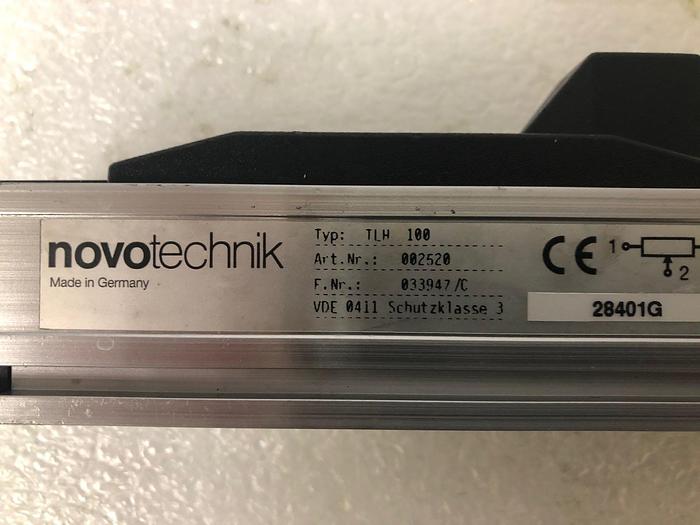 novotechnik
Made in Germany
Typ: TLH 100
Art.Nr.: 002520
F.Nr.: 033947/C
VDE 0411 Schutzklasse 3
CE
1
2
28401G